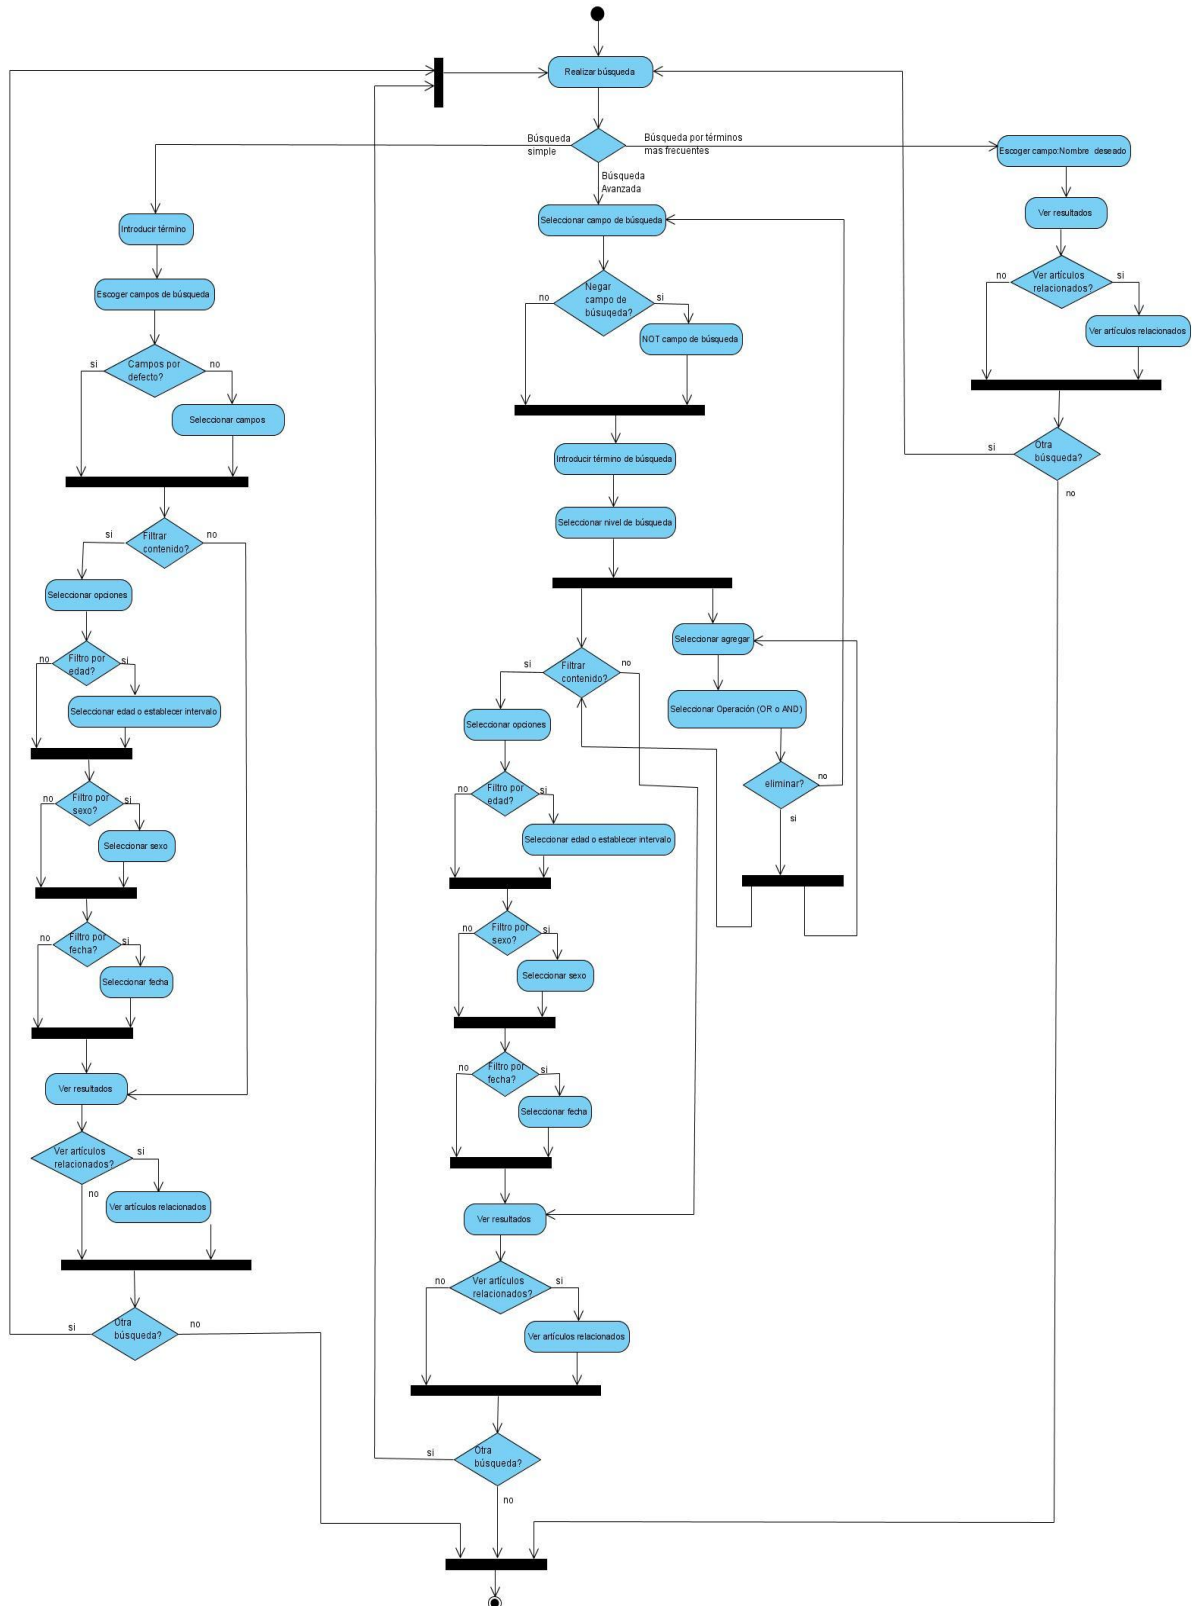 Realizar búsqueda
Búsqueda
simple
Búsqueda por términos
mas frecuentes
Búsqueda
Avanzada
Introducir término
Escoger campos de búsqueda
Campos por
defecto?
si
no
Seleccionar campos
Filtrar
contenido?
si
no
Seleccionar opciones
Filtro por
edad?
no
si
Seleccionar edad o establecer intervalo
Filtro por
sexo?
no
si
Seleccionar sexo
Filtro por
fecha?
no
si
Seleccionar fecha
Ver resultados
Ver artículos
relacionados?
si
no
Ver artículos relacionados
Otra
búsqueda?
si
no
Seleccionar campo de búsqueda
Negar
campo de
búsuqeda?
no
si
NOT campo de búsqueda
Introducir término de búsqueda
Seleccionar nivel de búsqueda
Seleccionar agregar
Seleccionar Operación (OR o AND)
eliminar?
no
si
Filtrar
contenido?
si
no
Seleccionar opciones
Filtro por
edad?
no
si
Seleccionar edad o establecer intervalo
Filtro por
sexo?
no
si
Seleccionar sexo
Filtro por
fecha?
no
si
Seleccionar fecha
Ver resultados
Ver artículos
relacionados?
no
si
Ver artículos relacionados
Otra
búsqueda?
si
no
Escoger campo:Nombre deseado
Ver resultados
Ver artículos
relacionados?
no
si
Ver artículos relacionados
Otra
búsqueda?
si
no